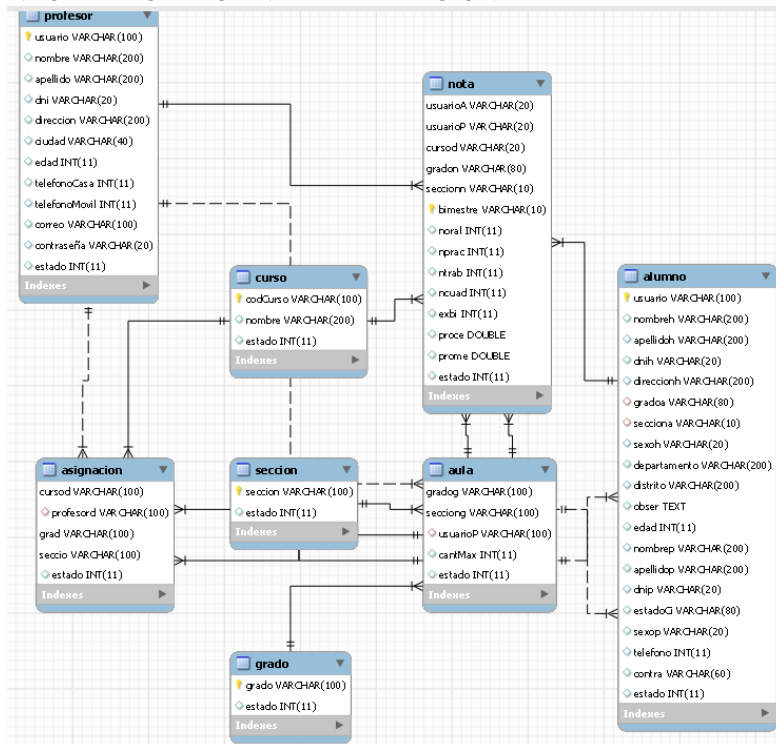 profesor
usuario VARCHAR(100)
nombre VARCHAR(200)
apellido VARCHAR(200)
dni VARCHAR(20)
direccion VARCHAR(200)
ciudad VARCHAR(40)
edad INT(11)
telefonoCasa INT(11)
telefonoMovil INT(11)
correo VARCHAR(100)
contraseña VARCHAR(20)
estado INT(11)
Indexes
nota
usuarioA VARCHAR(20)
usuarioP VARCHAR(20)
cursod VARCHAR(20)
gradon VARCHAR(80)
seccionn VARCHAR(10)
bimestre VARCHAR(10)
noral INT(11)
nprac INT(11)
ntrab INT(11)
ncuad INT(11)
exbi INT(11)
proce DOUBLE
prome DOUBLE
estado INT(11)
Indexes
curso
codCurso VARCHAR(100)
nombre VARCHAR(200)
estado INT(11)
Indexes
alumno
usuario VARCHAR(100)
nombreh VARCHAR(200)
apellidoh VARCHAR(200)
dnih VARCHAR(20)
direccionh VARCHAR(200)
gradoa VARCHAR(80)
secciona VARCHAR(10)
sexoh VARCHAR(20)
departamento VARCHAR(200)
distrito VARCHAR(200)
obser TEXT
edad INT(11)
nombrep VARCHAR(200)
apellidop VARCHAR(200)
dnip VARCHAR(20)
estadoCi VARCHAR(80)
sexop VARCHAR(20)
telefono INT(11)
contra VARCHAR(60)
estado INT(11)
Indexes
asignacion
cursod VARCHAR(100)
profesord VARCHAR(100)
grad VARCHAR(100)
seccio VARCHAR(100)
estado INT(11)
Indexes
seccion
seccion VARCHAR(100)
estado INT(11)
Indexes
aula
gradog VARCHAR(100)
secciong VARCHAR(100)
usuarioP VARCHAR(100)
cantMax INT(11)
estado INT(11)
Indexes
grado
grado VARCHAR(100)
estado INT(11)
Indexes